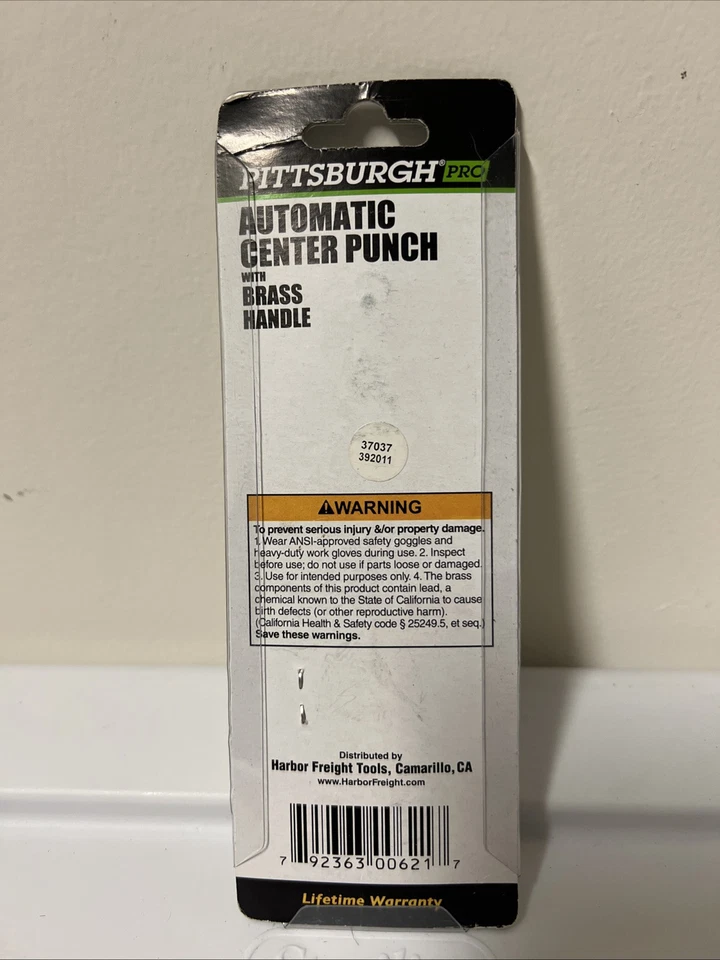 PITTSBURGH® PRO
AUTOMATIC
CENTER PUNCH
WITH
BRASS
HANDLE
37037
392011
⚠WARNING
To prevent serious injury &/or property damage.
1. Wear ANSI-approved safety goggles and
heavy-duty work gloves during use. 2. Inspect
before use; do not use if parts loose or damaged.
3. Use for intended purposes only. 4. The brass
components of this product contain lead, a
chemical known to the State of California to cause
birth defects (or other reproductive harm).
(California Health & Safety code § 25249.5, et seq.)
Save these warnings.
Distributed by
Harbor Freight Tools, Camarillo, CA
www.HarborFreight.com
7 92363 00621 7
Lifetime Warranty